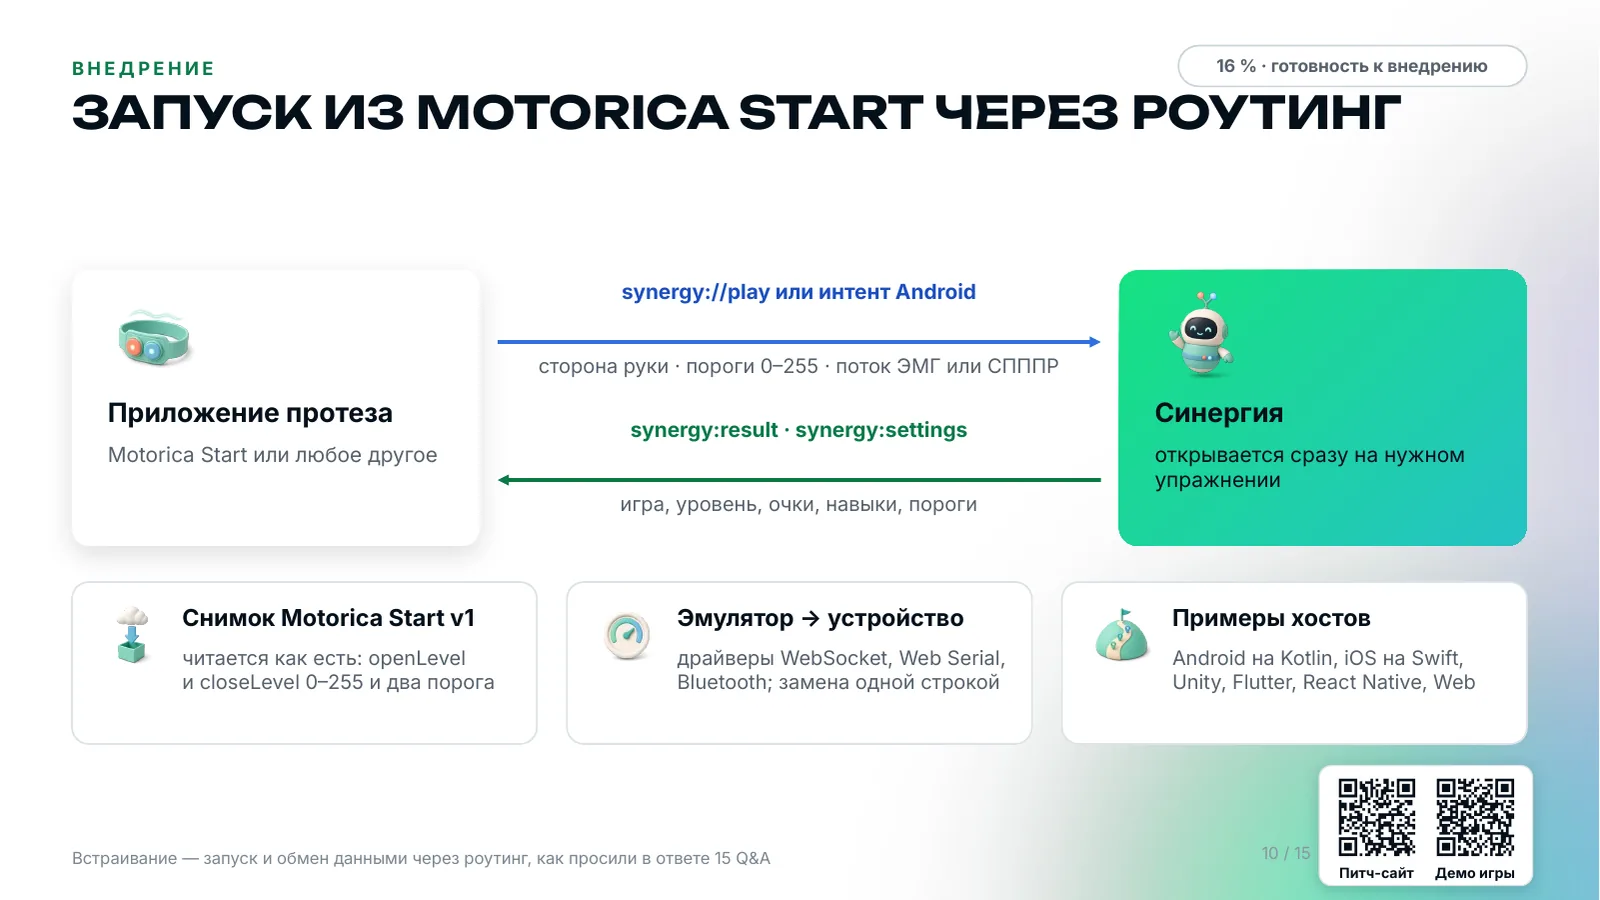 ВНЕДРЕНИЕ
16 % · готовность к внедрению
ЗАПУСК ИЗ MOTORICA START ЧЕРЕЗ РОУТИНГ
synergy://play или интент Android
сторона руки · пороги 0–255 · поток ЭМГ или СПППР
synergy:result · synergy:settings
игра, уровень, очки, навыки, пороги
Приложение протеза
Motorica Start или любое другое
Синергия
открывается сразу на нужном
упражнении
Снимок Motorica Start v1
читается как есть: openLevel
и closeLevel 0–255 и два порога
Эмулятор → устройство
драйверы WebSocket, Web Serial,
Bluetooth; замена одной строкой
Примеры хостов
Android на Kotlin, iOS на Swift,
Unity, Flutter, React Native, Web
Встраивание — запуск и обмен данными через роутинг, как просили в ответе 15 Q&A
10 / 15
Питч-сайт
Демо игры